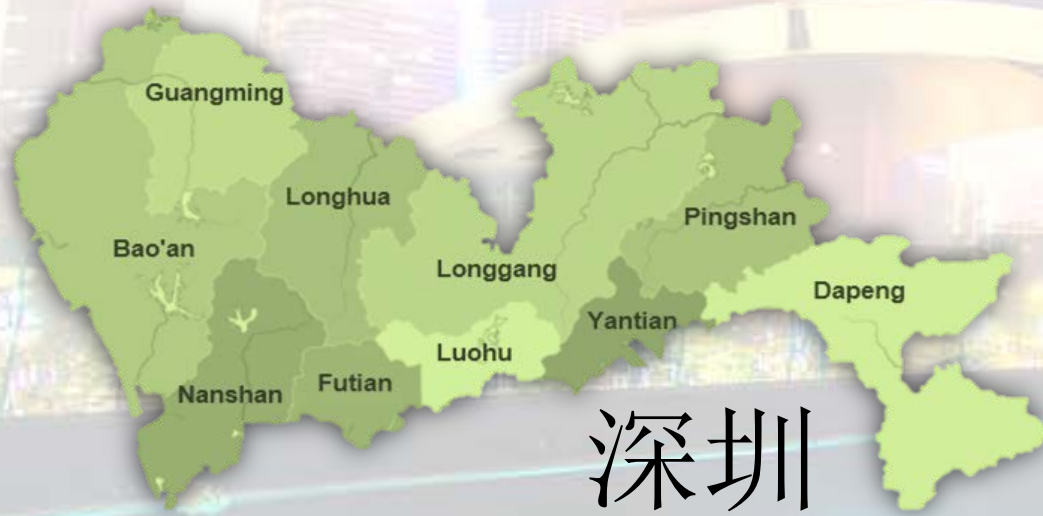 Guangming
Longhua
Pingshan
Bao'an
Longgang
Dapeng
Yantian
Luohu
Futian
Nanshan
深圳